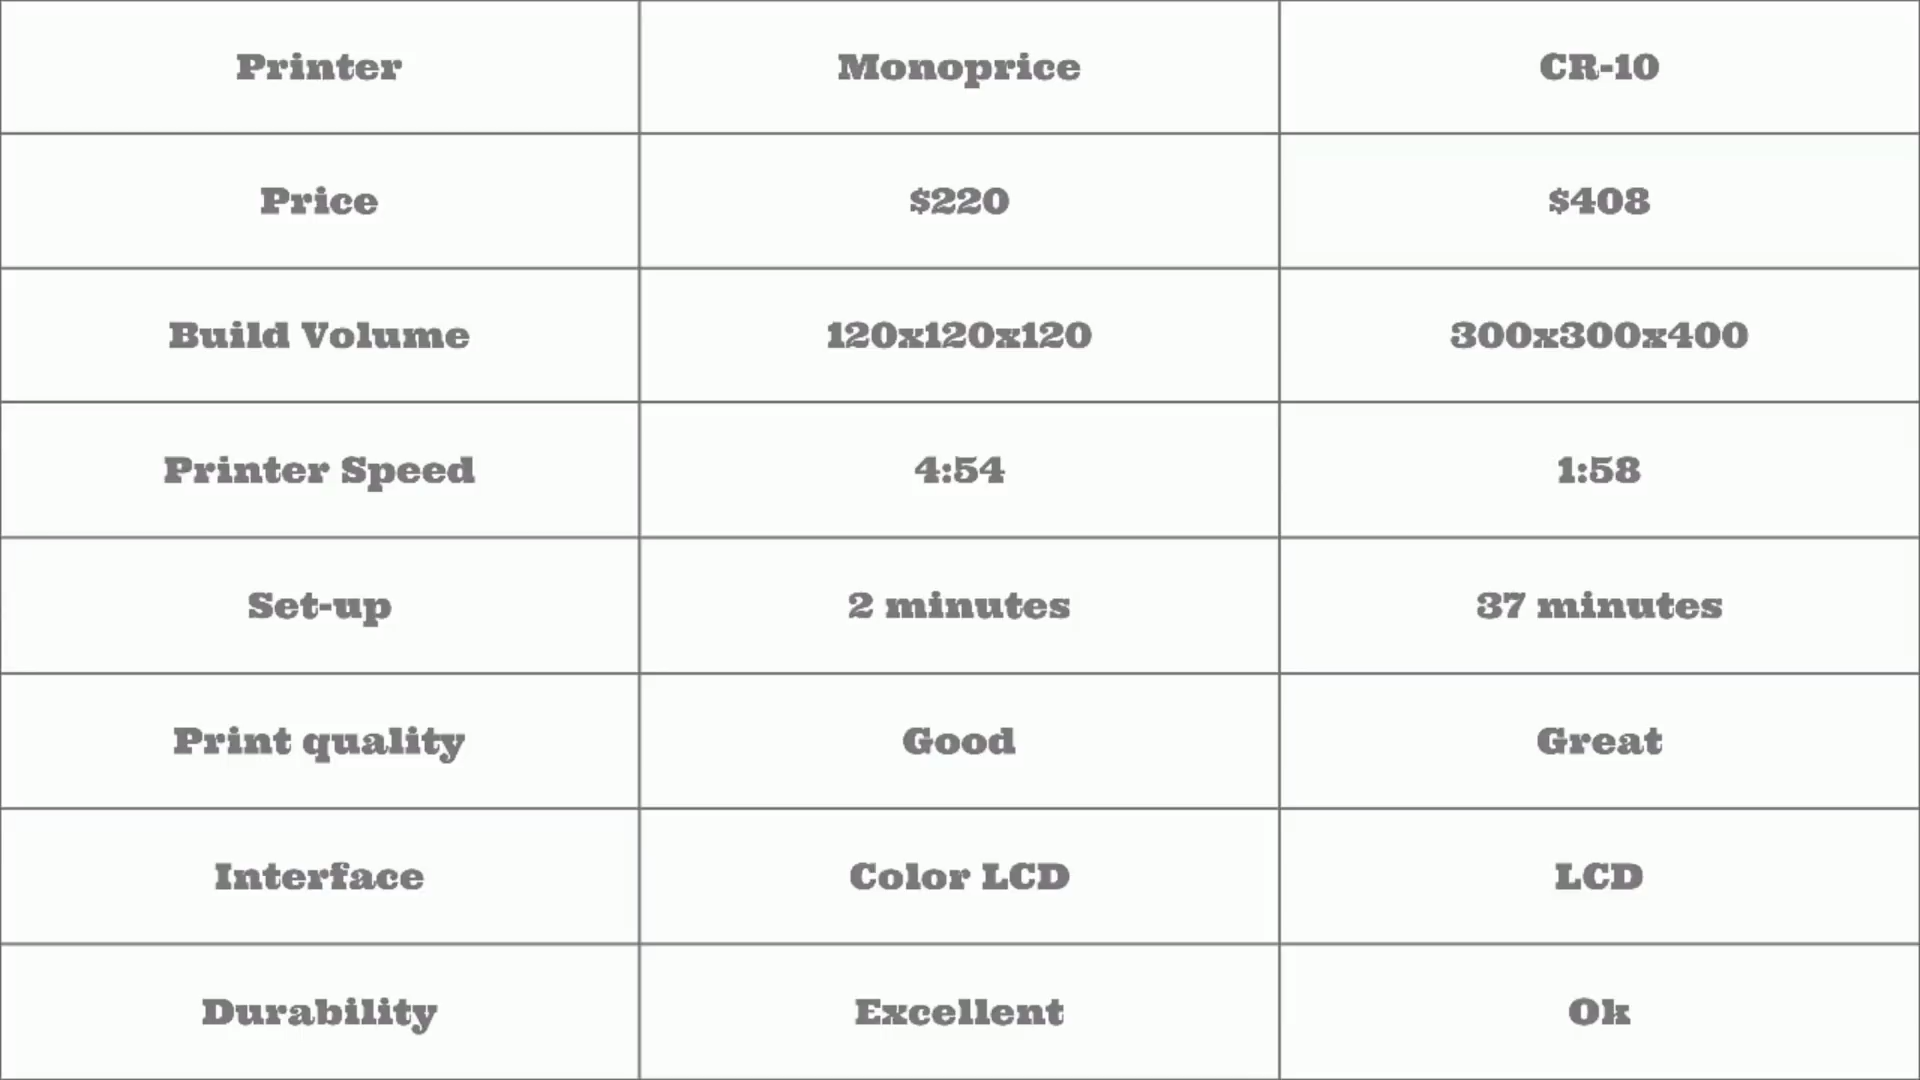 Printer Monoprice CR-10
Price $220 $408
Build Volume 120x120x120 300x300x400
Printer Speed 4:54 1:58
Set-up 2 minutes 37 minutes
Print quality Good Great
Interface Color LCD LCD
Durability Excellent Ok